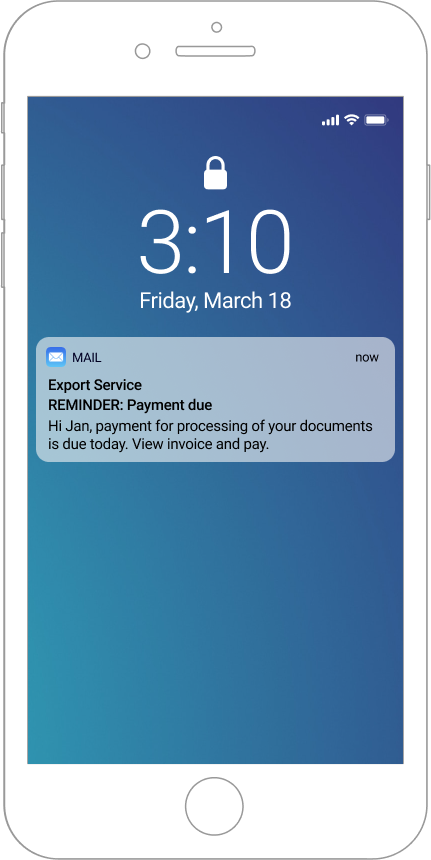 3:10
Friday, March 18
MAIL now
Export Service
REMINDER: Payment due
Hi Jan, payment for processing of your documents
is due today. View invoice and pay.